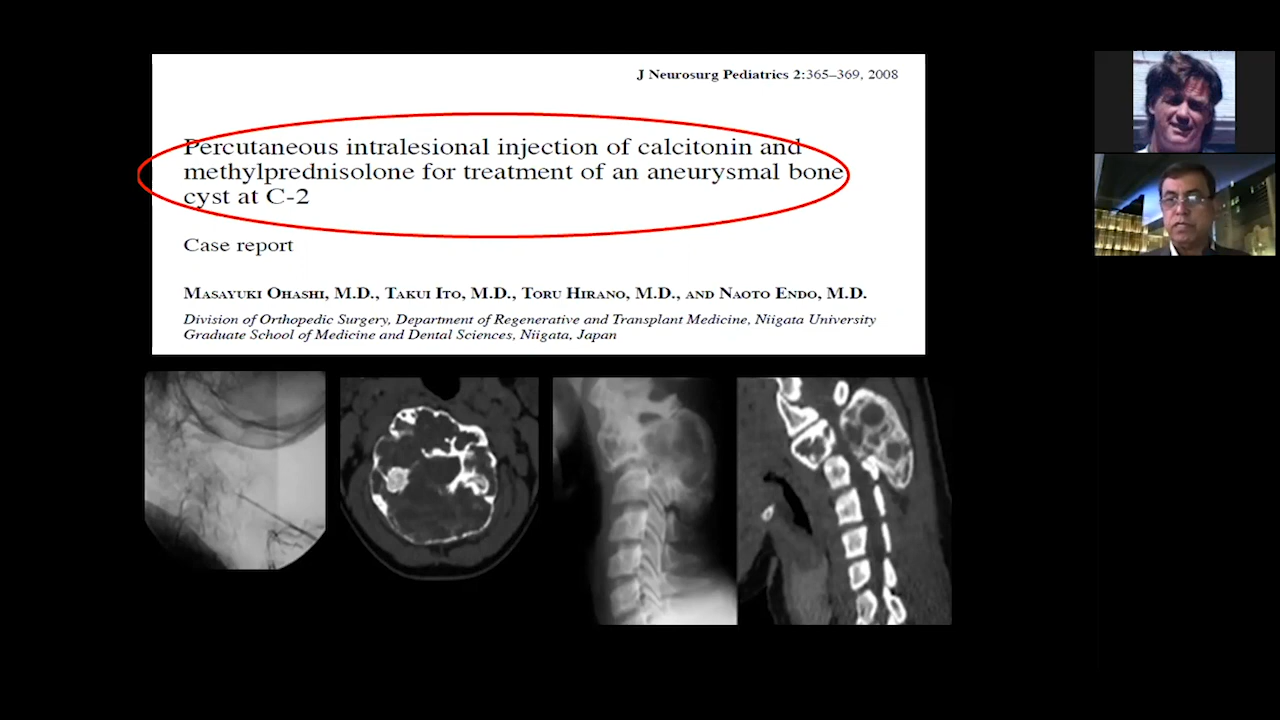 J Neurosurg Pediatrics 2:365–369, 2008
Percutaneous intralesional injection of calcitonin and
methylprednisolone for treatment of an aneurysmal bone
cyst at C-2
Case report
Masayuki Ohashi, M.D., Takui Ito, M.D., Toru Hirano, M.D., and Naoto Endo, M.D.
Division of Orthopedic Surgery, Department of Regenerative and Transplant Medicine, Niigata University
Graduate School of Medicine and Dental Sciences, Niigata, Japan